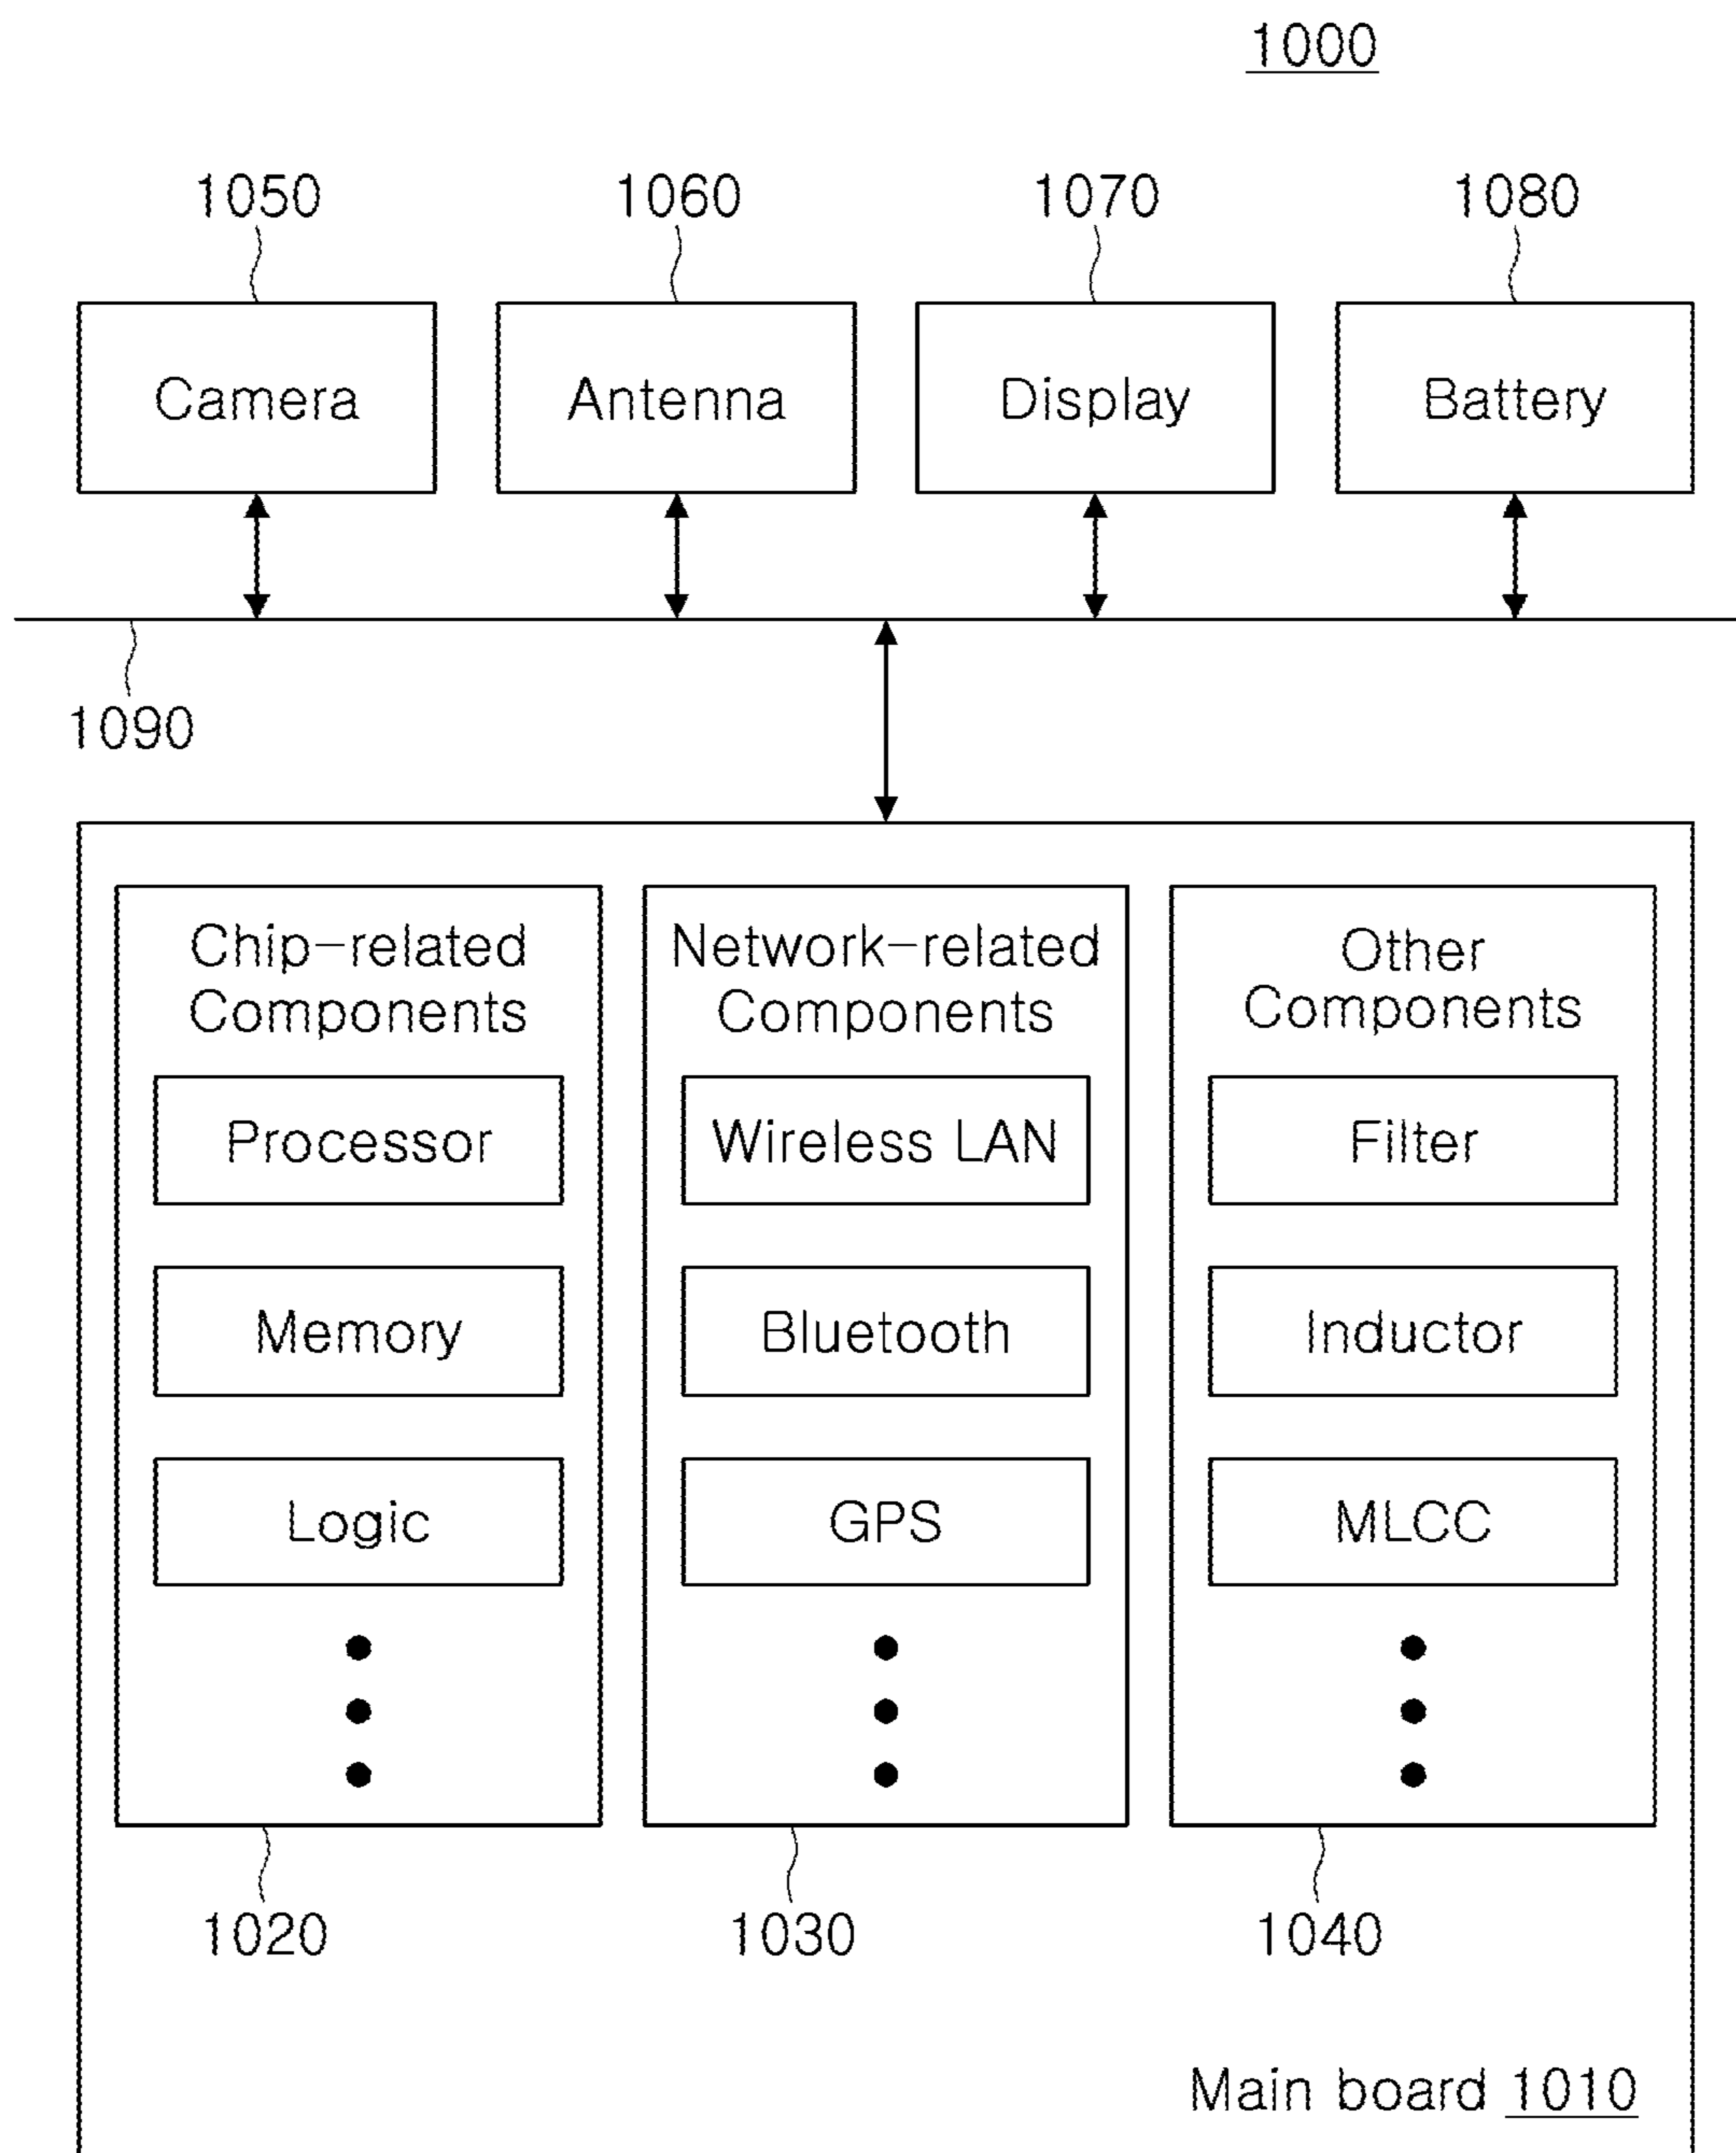 1000
1050
1060
1070
1080
Camera
Antenna
Display
Battery
1090
Chip-related
Components
Processor
Memory
Logic
1020
Network-related
Components
Wireless LAN
Bluetooth
GPS
1030
Other
Components
Filter
Inductor
MLCC
1040
Main board 1010